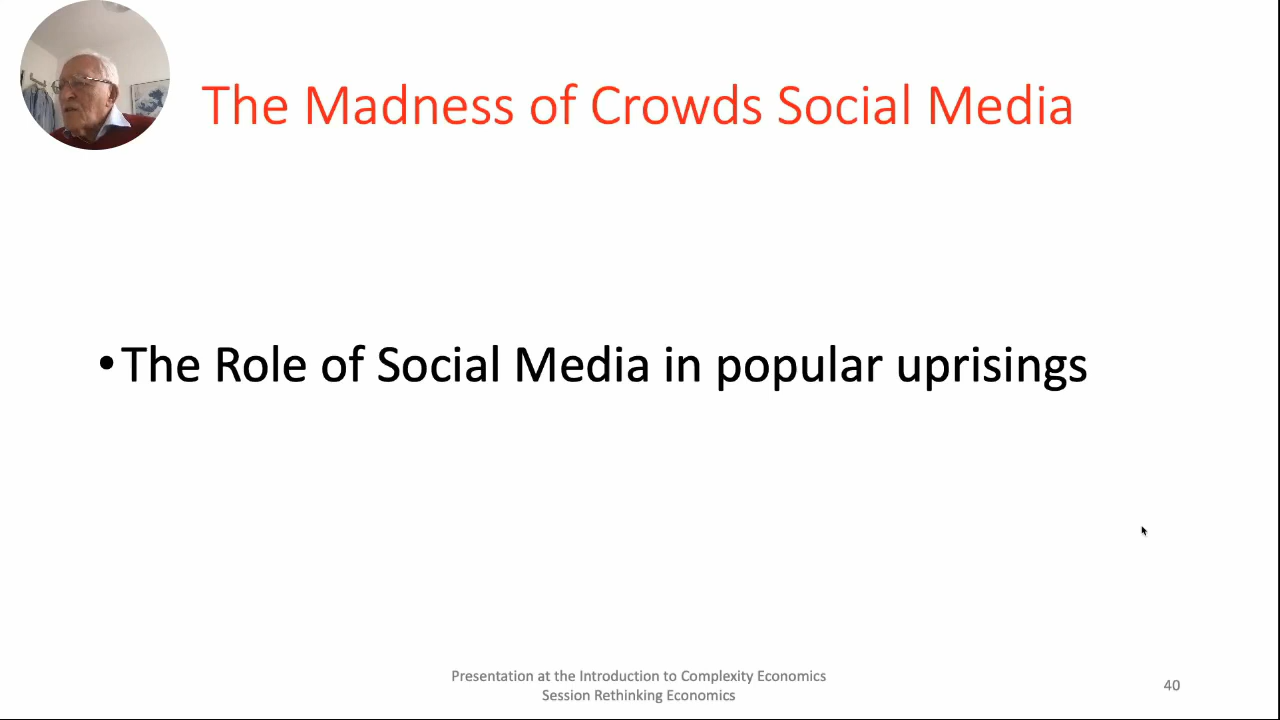 The Madness of Crowds Social Media
•The Role of Social Media in popular uprisings
Presentation at the Introduction to Complexity Economics
Session Rethinking Economics
40